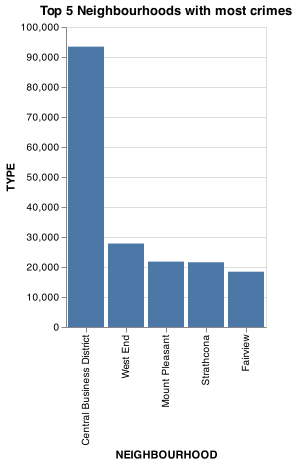 Top 5 Neighbourhoods with most crimes
100,000
90,000
80,000
70,000
60,000
50,000
40,000
30,000
20,000
10,000
0
TYPE
Central Business District
West End
Mount Pleasant
Strathcona
Fairview
NEIGHBOURHOOD